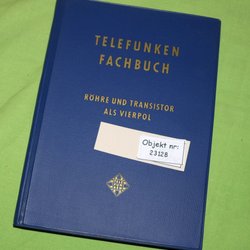 TELEFUNKEN
FACHBUCH
RÖHRE UND TRANSISTOR
ALS VIERPOL
Objekt nr:
23128